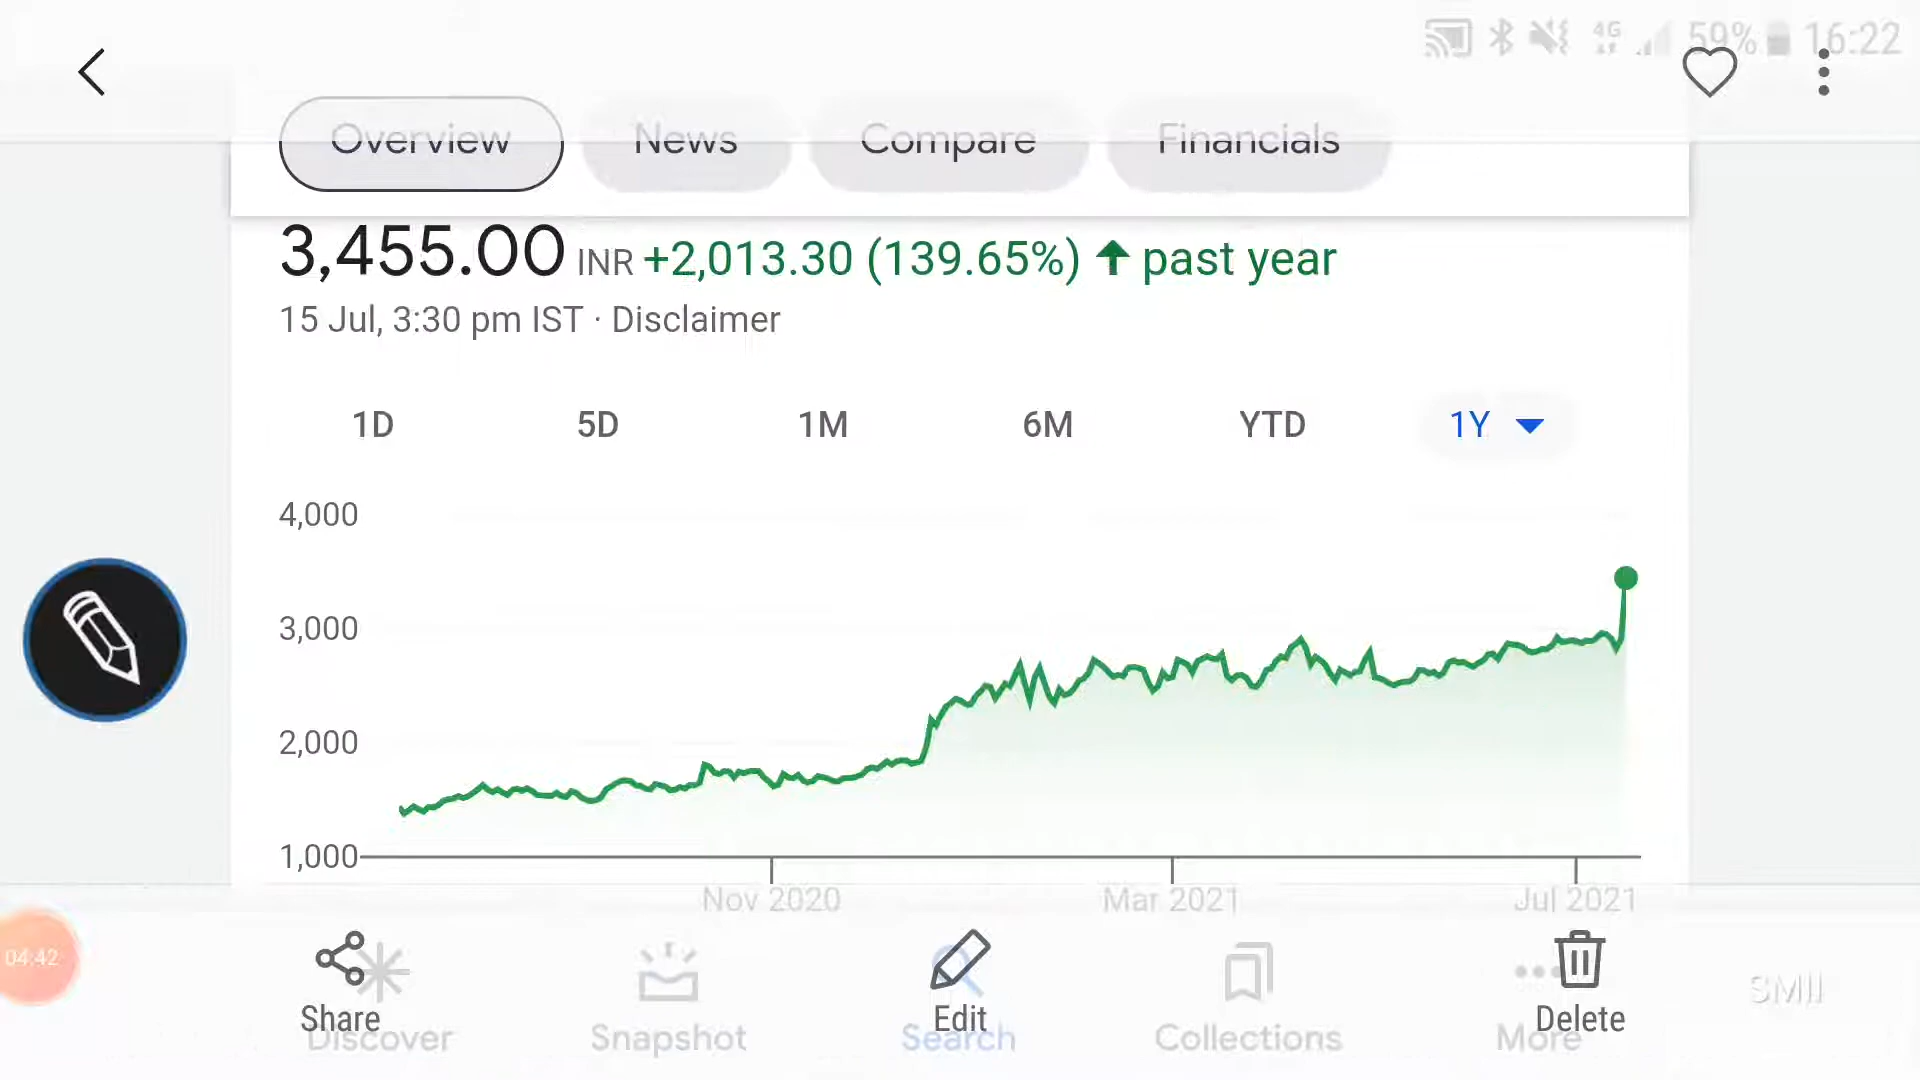 4G 59% 16:22
Overview News Compare Financials
3,455.00 INR +2,013.30 (139.65%) ↑ past year
15 Jul, 3:30 pm IST · Disclaimer
1D 5D 1M 6M YTD 1Y
4,000
3,000
2,000
1,000
Nov 2020 Mar 2021 Jul 2021
04:42
Share Edit Delete
Discover Snapshot Search Collections More